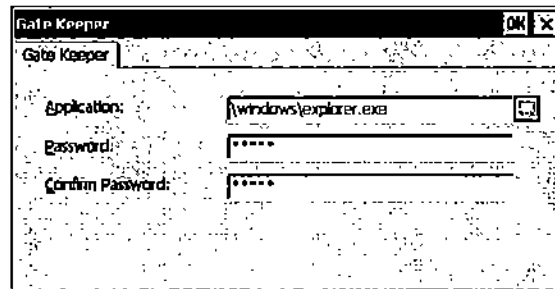 Gate Keeper OK ×
Gate Keeper
Application: \windows\explorer.exe
Password: *****
Confirm Password: *****